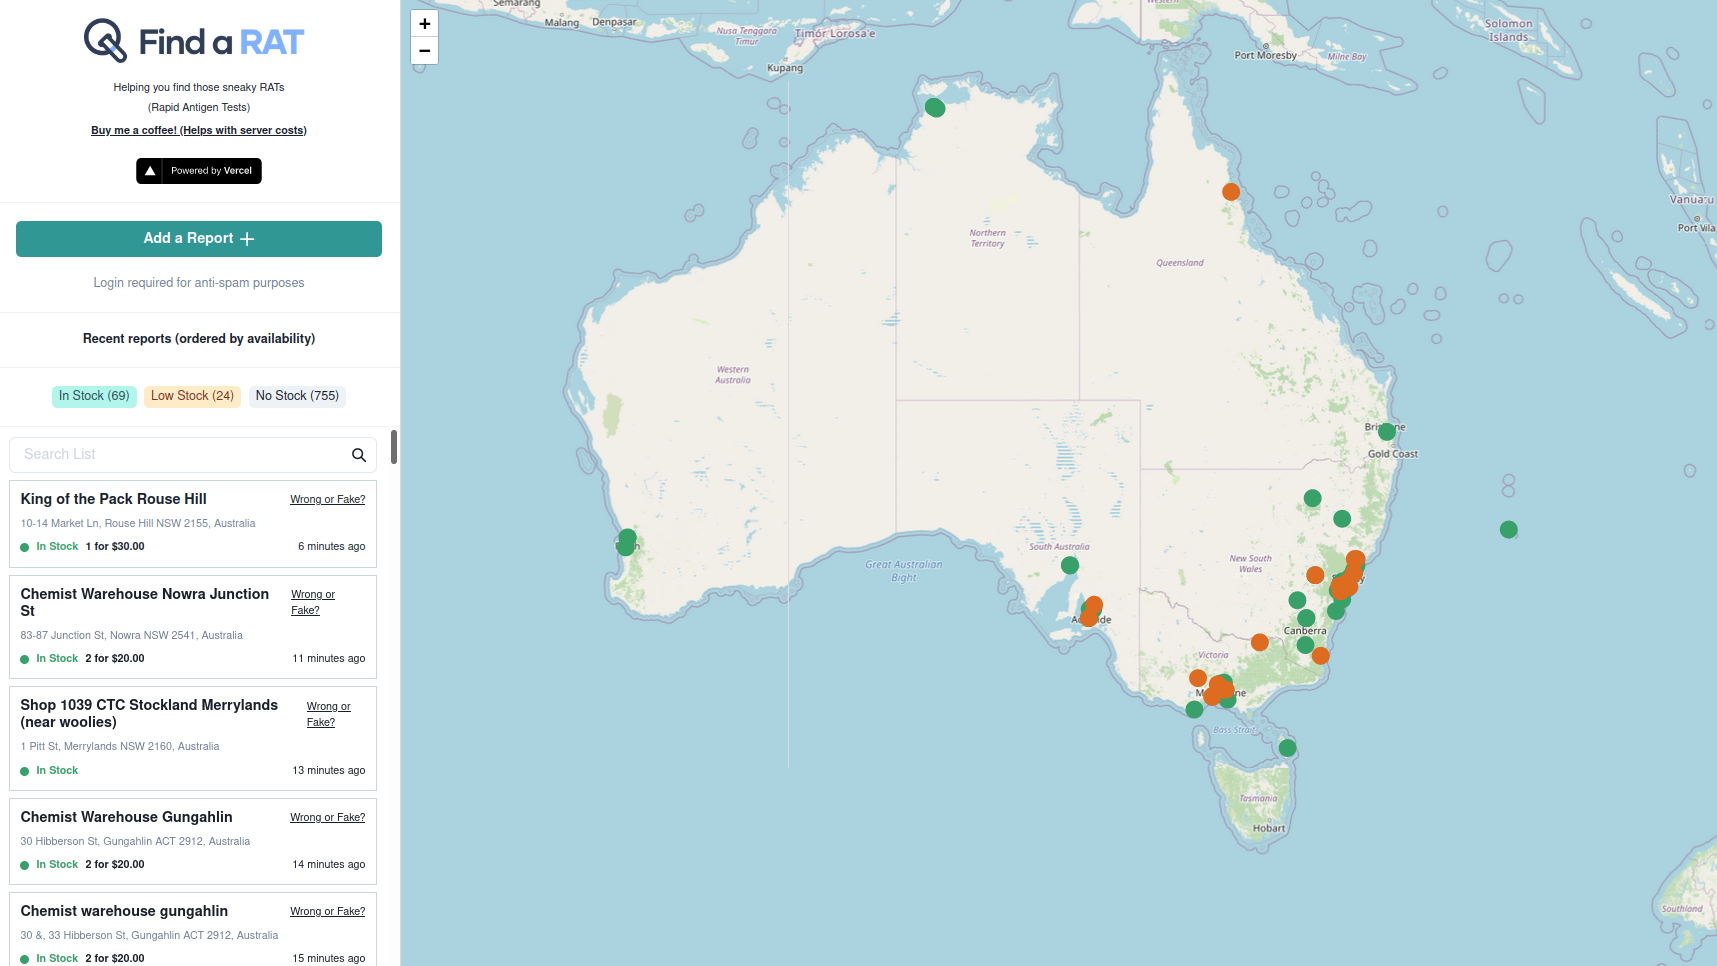 Find a RAT
Helping you find those sneaky RATs
(Rapid Antigen Tests)
Buy me a coffee! (Helps with server costs)
Powered by Vercel
Add a Report +
Login required for anti-spam purposes
Recent reports (ordered by availability)
In Stock (69) Low Stock (24) No Stock (755)
Search List
King of the Pack Rouse Hill
Wrong or Fake?
10-14 Market Ln, Rouse Hill NSW 2155, Australia
In Stock 1 for $30.00
6 minutes ago
Chemist Warehouse Nowra Junction
St
Wrong or
Fake?
83-87 Junction St, Nowra NSW 2541, Australia
In Stock 2 for $20.00
11 minutes ago
Shop 1039 CTC Stockland Merrylands
(near woolies)
Wrong or
Fake?
1 Pitt St, Merrylands NSW 2160, Australia
In Stock
13 minutes ago
Chemist Warehouse Gungahlin
Wrong or Fake?
30 Hibberson St, Gungahlin ACT 2912, Australia
In Stock 2 for $20.00
14 minutes ago
Chemist warehouse gungahlin
Wrong or Fake?
30 &, 33 Hibberson St, Gungahlin ACT 2912, Australia
In Stock 2 for $20.00
15 minutes ago
+
−
Semarang
Malang
Denpasar
Nusa Tenggara
Timur
Timor Lorosa'e
Kupang
Western
Port Moresby
Milne Bay
Solomon
Islands
Vanuatu
Port Vila
Northern
Territory
Queensland
Western
Australia
Gold Coast
South Australia
New South
Wales
Great Australian
Bight
Canberra
Victoria
Bass Strait
Tasmania
Hobart
Southland